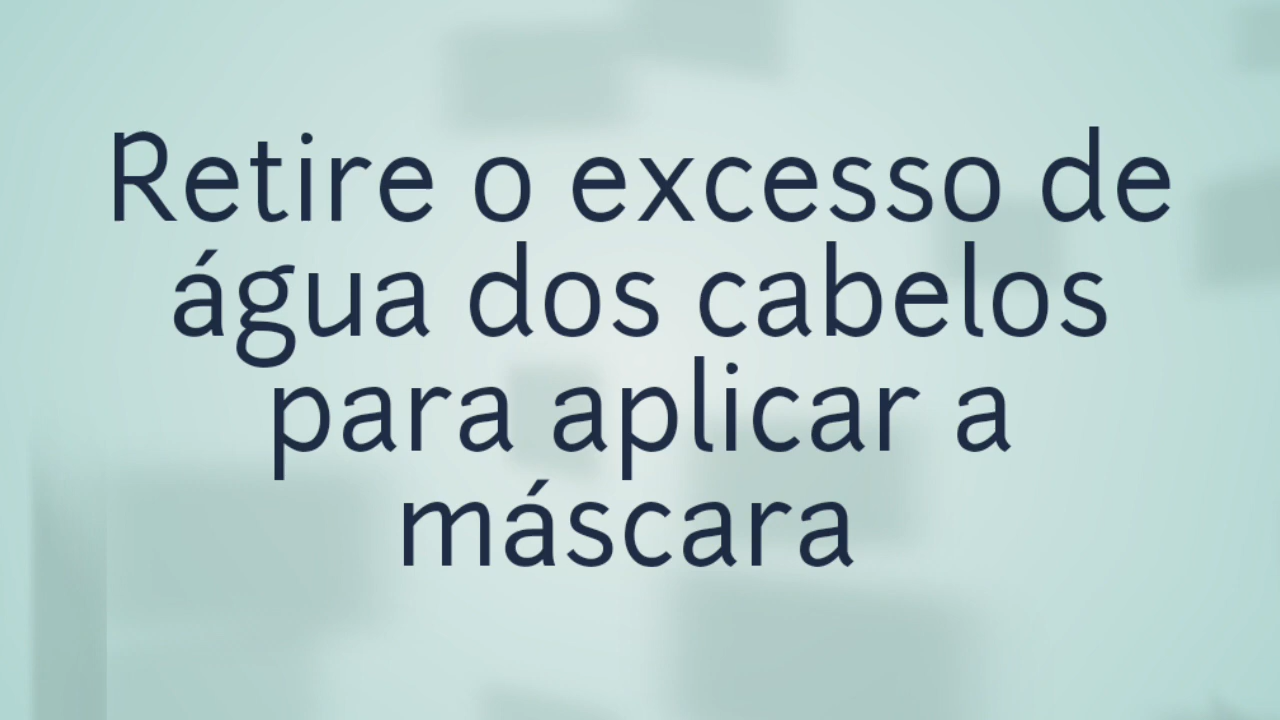 Retire o excesso de
água dos cabelos
para aplicar a
máscara